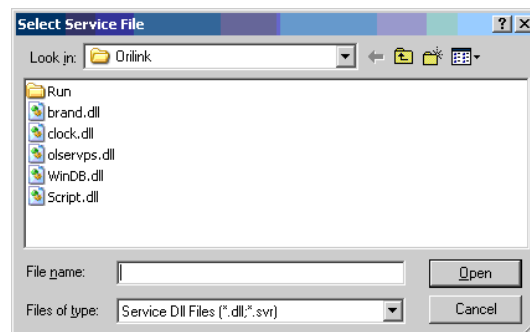 Select Service File
Look in: Orilink
Run
brand.dll
clock.dll
olservps.dll
WinDB.dll
Script.dll
File name:
Open
Files of type: Service Dll Files (*.dll;*.svr)
Cancel